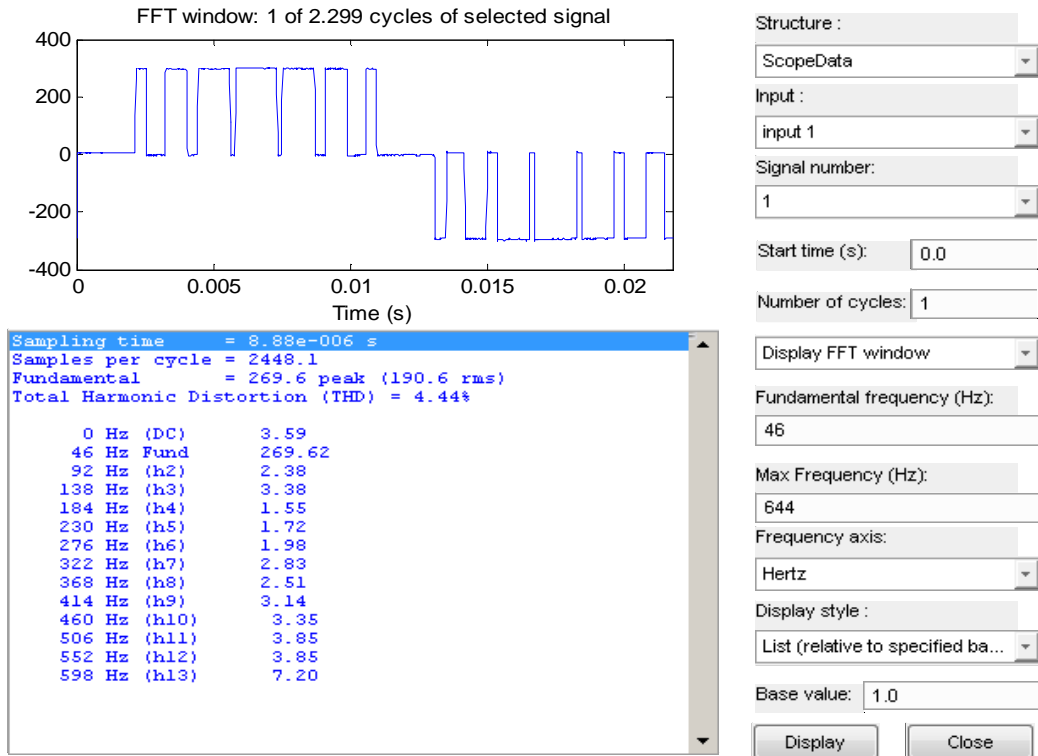 FFT window: 1 of 2.299 cycles of selected signal
400
200
0
-200
-400
0 0.005 0.01 0.015 0.02
Time (s)
Sampling time = 8.88e-006 s
Samples per cycle = 2448.1
Fundamental = 269.6 peak (190.6 rms)
Total Harmonic Distortion (THD) = 4.44%
0 Hz (DC) 3.59
46 Hz Fund 269.62
92 Hz (h2) 2.38
138 Hz (h3) 3.38
184 Hz (h4) 1.55
230 Hz (h5) 1.72
276 Hz (h6) 1.98
322 Hz (h7) 2.83
368 Hz (h8) 2.51
414 Hz (h9) 3.14
460 Hz (h10) 3.35
506 Hz (h11) 3.85
552 Hz (h12) 3.85
598 Hz (h13) 7.20
Structure :
ScopeData
Input :
input 1
Signal number:
1
Start time (s): 0.0
Number of cycles: 1
Display FFT window
Fundamental frequency (Hz):
46
Max Frequency (Hz):
644
Frequency axis:
Hertz
Display style :
List (relative to specified ba...
Base value: 1.0
Display Close